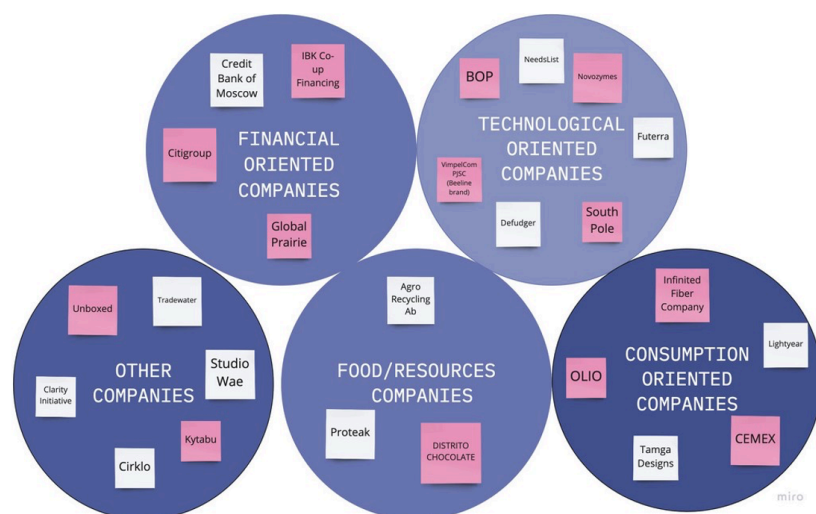 Credit
Bank of
Moscow
IBK Co-
up
Financing
Citigroup
FINANCIAL
ORIENTED
COMPANIES
Global
Prairie
BOP
NeedsList
Novozymes
TECHNOLOGICAL
ORIENTED
COMPANIES
Futerra
VimpelCom
PJSC
(Beeline
brand)
Defudger
South
Pole
Unboxed
Tradewater
OTHER
COMPANIES
Studio
Wae
Clarity
Initiative
Kytabu
Cirklo
Agro
Recycling
Ab
FOOD/RESOURCES
COMPANIES
Proteak
DISTRITO
CHOCOLATE
Infinited
Fiber
Company
Lightyear
CONSUMPTION
ORIENTED
COMPANIES
OLIO
CEMEX
Tamga
Designs
miro